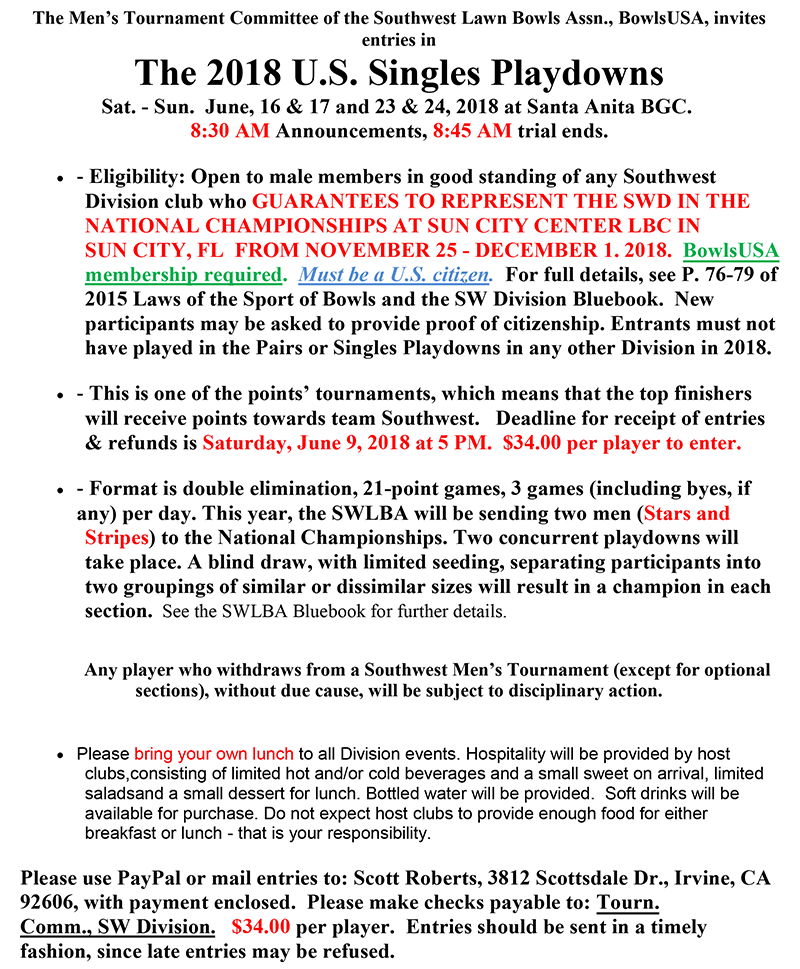 The Men's Tournament Committee of the Southwest Lawn Bowls Assn., BowlsUSA, invites
entries in
The 2018 U.S. Singles Playdowns
Sat. - Sun.  June, 16 & 17 and 23 & 24, 2018 at Santa Anita BGC.
8:30 AM Announcements, 8:45 AM trial ends.
• - Eligibility: Open to male members in good standing of any Southwest
Division club who GUARANTEES TO REPRESENT THE SWD IN THE
NATIONAL CHAMPIONSHIPS AT SUN CITY CENTER LBC IN
SUN CITY, FL  FROM NOVEMBER 25 - DECEMBER 1. 2018.  BowlsUSA
membership required.  Must be a U.S. citizen.  For full details, see P. 76-79 of
2015 Laws of the Sport of Bowls and the SW Division Bluebook.  New
participants may be asked to provide proof of citizenship. Entrants must not
have played in the Pairs or Singles Playdowns in any other Division in 2018.
• - This is one of the points' tournaments, which means that the top finishers
will receive points towards team Southwest.   Deadline for receipt of entries
& refunds is Saturday, June 9, 2018 at 5 PM.  $34.00 per player to enter.
• - Format is double elimination, 21-point games, 3 games (including byes, if
any) per day. This year, the SWLBA will be sending two men (Stars and
Stripes) to the National Championships. Two concurrent playdowns will
take place. A blind draw, with limited seeding, separating participants into
two groupings of similar or dissimilar sizes will result in a champion in each
section.  See the SWLBA Bluebook for further details.
Any player who withdraws from a Southwest Men's Tournament (except for optional
sections), without due cause, will be subject to disciplinary action.
• Please bring your own lunch to all Division events. Hospitality will be provided by host
clubs,consisting of limited hot and/or cold beverages and a small sweet on arrival, limited
saladsand a small dessert for lunch. Bottled water will be provided.  Soft drinks will be
available for purchase. Do not expect host clubs to provide enough food for either
breakfast or lunch - that is your responsibility.
Please use PayPal or mail entries to: Scott Roberts, 3812 Scottsdale Dr., Irvine, CA
92606, with payment enclosed.  Please make checks payable to: Tourn.
Comm., SW Division.   $34.00 per player.  Entries should be sent in a timely
fashion, since late entries may be refused.